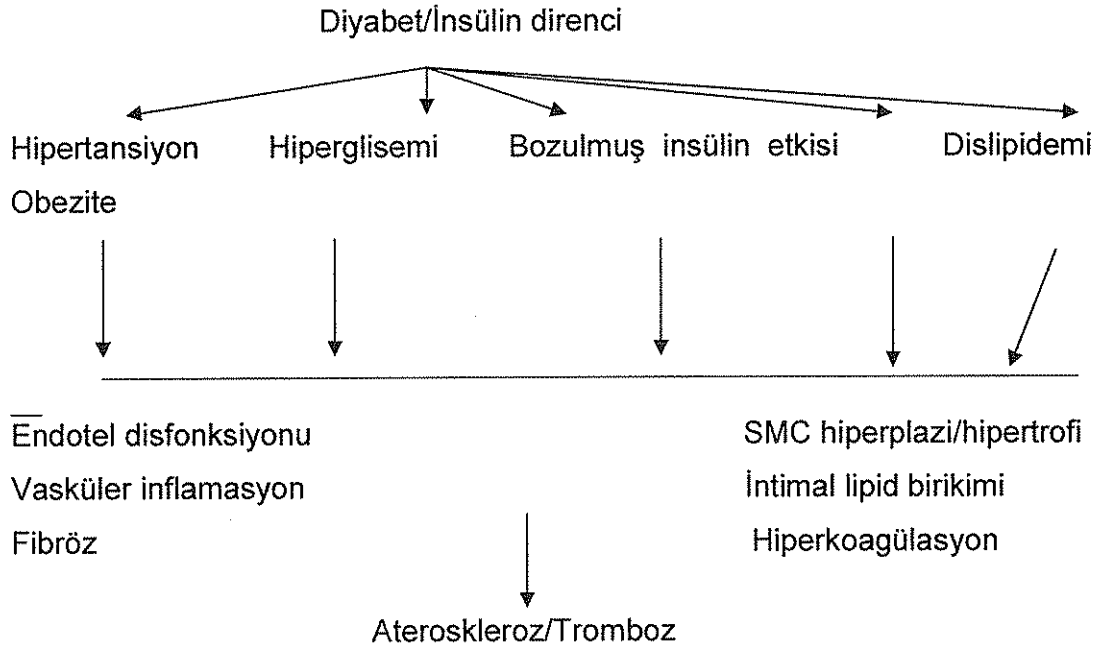 Diyabet/İnsülin direnci
Hipertansiyon Hiperglisemi Bozulmuş insülin etkisi Dislipidemi
Obezite
Endotel disfonksiyonu SMC hiperplazi/hipertrofi
Vasküler inflamasyon İntimal lipid birikimi
Fibröz Hiperkoagülasyon
Ateroskleroz/Tromboz